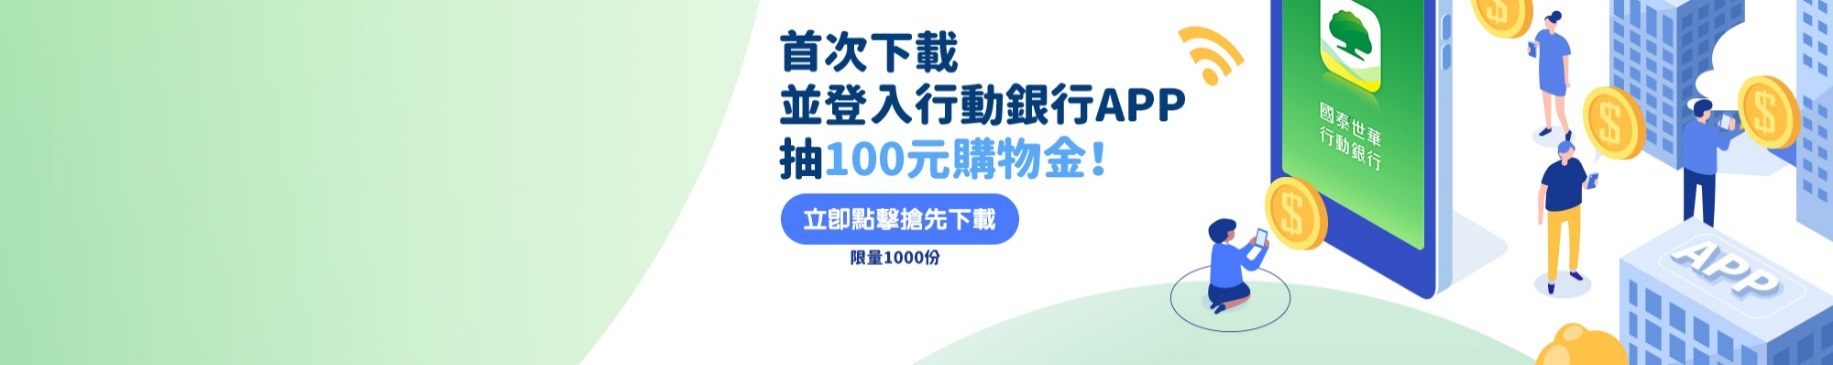 首次下載
並登入行動銀行APP
抽100元購物金!
立即點擊搶先下載
限量1000份
國泰世華
行動銀行
APP